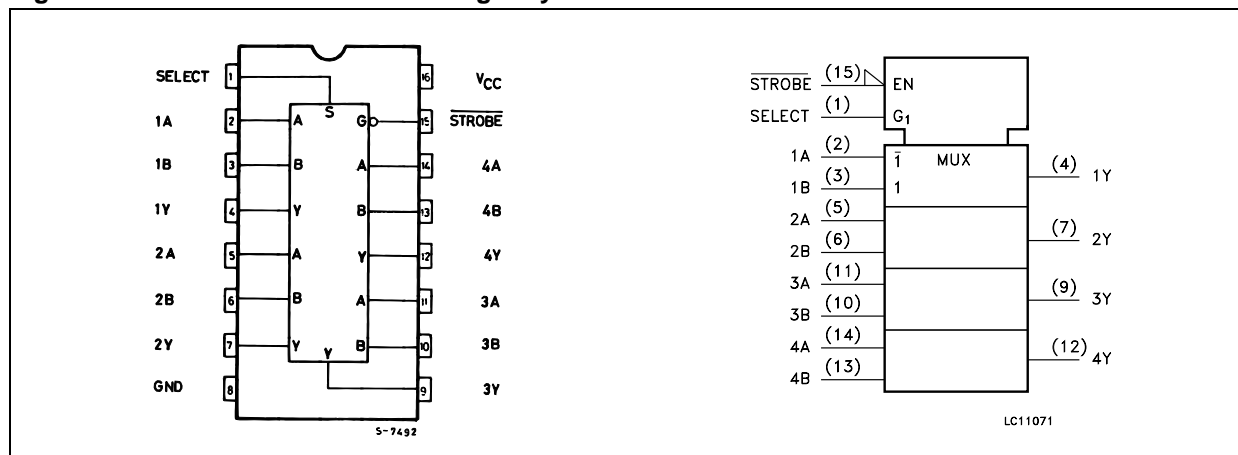 SELECT 1 16 VCC
S
1A 2 A G 15 STROBE
1B 3 B A 14 4A
1Y 4 Y B 13 4B
2A 5 A Y 12 4Y
2B 6 B A 11 3A
2Y 7 Y Y B 10 3B
GND 8 9 3Y
S-7492
STROBE (15) EN
SELECT (1) G1
MUX
1A (2) 1̅
1B (3) 1
(4) 1Y
2A (5)
2B (6)
(7) 2Y
3A (11)
3B (10)
(9) 3Y
4A (14)
4B (13)
(12) 4Y
LC11071